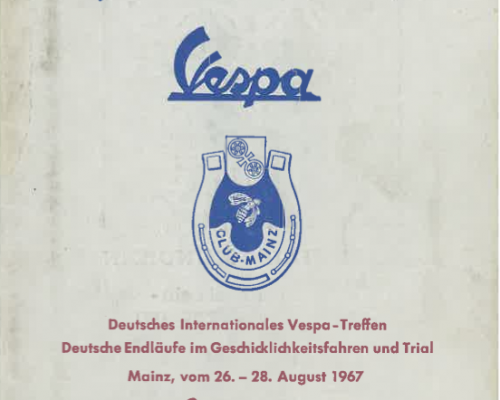 Vespa
CLUB-MAINZ
Deutsches Internationales Vespa-Treffen
Deutsche Endläufe im Geschicklichkeitsfahren und Trial
Mainz, vom 26. – 28. August 1967